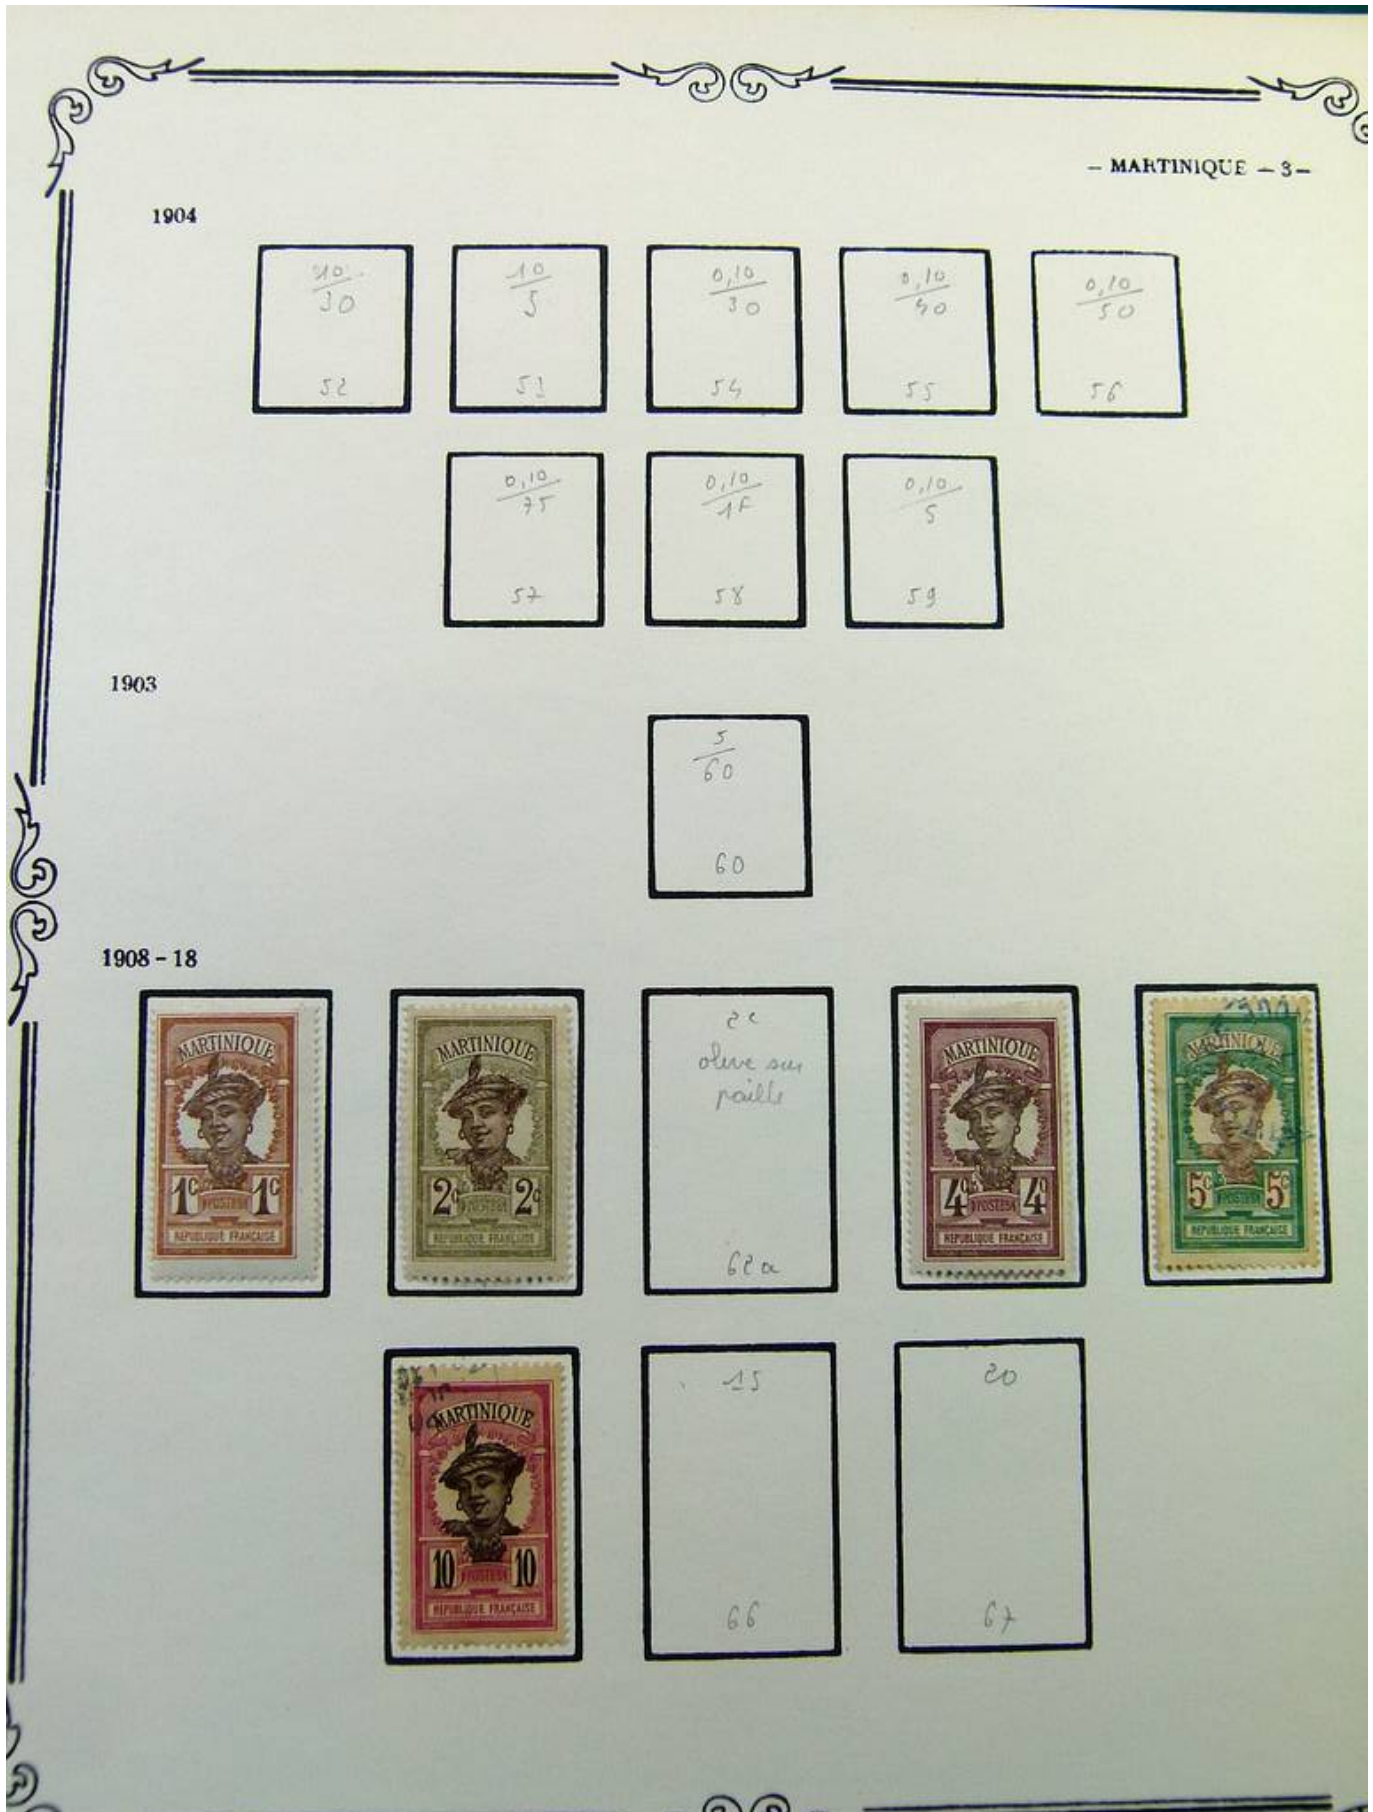 - MARTINIQUE - 3 -
1904
10 10 0,10 0,10 0,10
30 5 30 40 50
52 53 54 55 56
0,10 0,10 0,10
75 1F 5
57 58 59
1903
5
60
60
1908 - 18
MARTINIQUE
1c 1c
POSTES
REPUBLIQUE FRANÇAISE
MARTINIQUE
2c 2c
POSTES
REPUBLIQUE FRANÇAISE
2c
olive sur
paille
62a
MARTINIQUE
4c 4c
POSTES
REPUBLIQUE FRANÇAISE
MARTINIQUE
5c 5c
POSTES
REPUBLIQUE FRANÇAISE
MARTINIQUE
10 10
POSTES
REPUBLIQUE FRANÇAISE
15
66
20
67